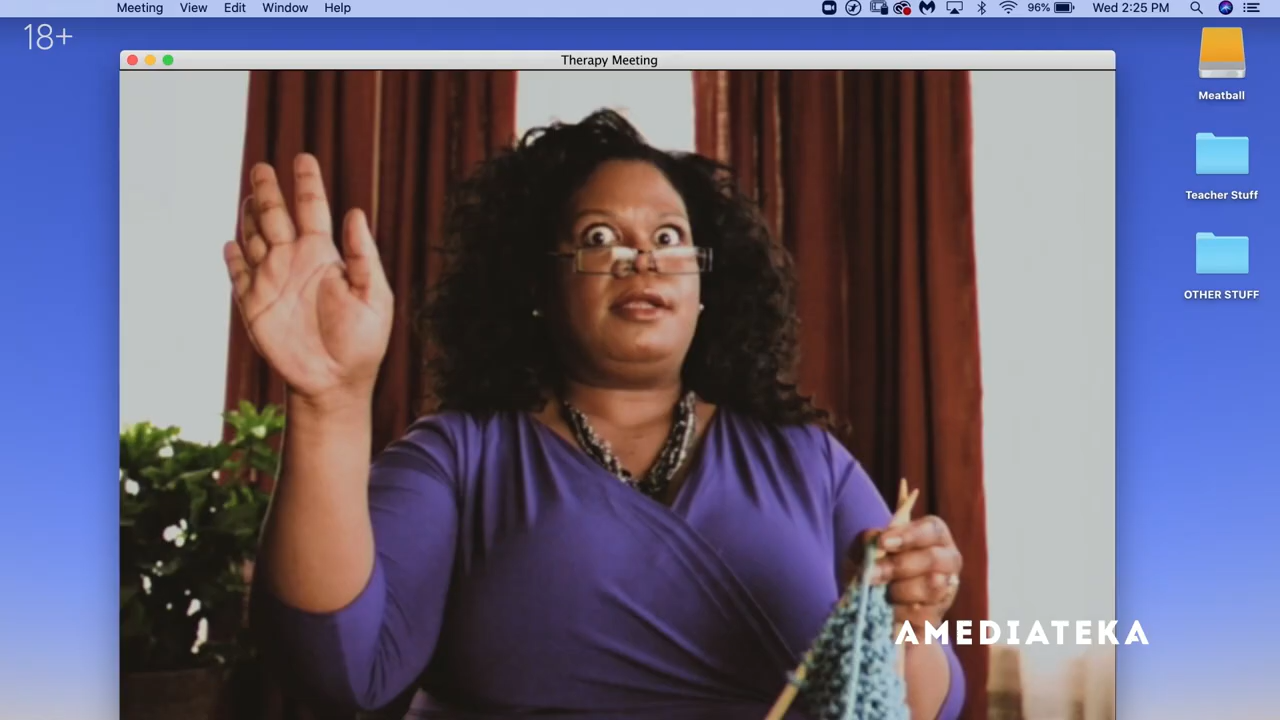 Meeting View Edit Window Help
96% Wed 2:25 PM
18+
Therapy Meeting
Meatball
Teacher Stuff
OTHER STUFF
AMEDIATEKA